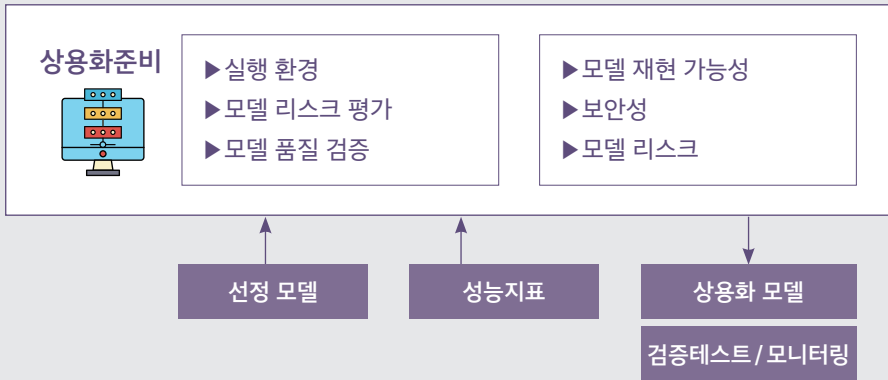 상용화준비
▶실행 환경
▶모델 리스크 평가
▶모델 품질 검증
▶모델 재현 가능성
▶보안성
▶모델 리스크
선정 모델
성능지표
상용화 모델
검증테스트 / 모니터링